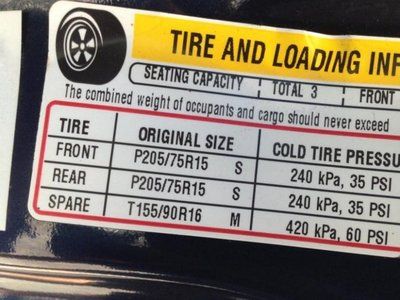 TIRE AND LOADING INF
SEATING CAPACITY TOTAL 3 FRONT
The combined weight of occupants and cargo should never exceed
TIRE ORIGINAL SIZE COLD TIRE PRESSU
FRONT P205/75R15 S 240 kPa, 35 PSI
REAR P205/75R15 S 240 kPa, 35 PSI
SPARE T155/90R16 M 420 kPa, 60 PSI